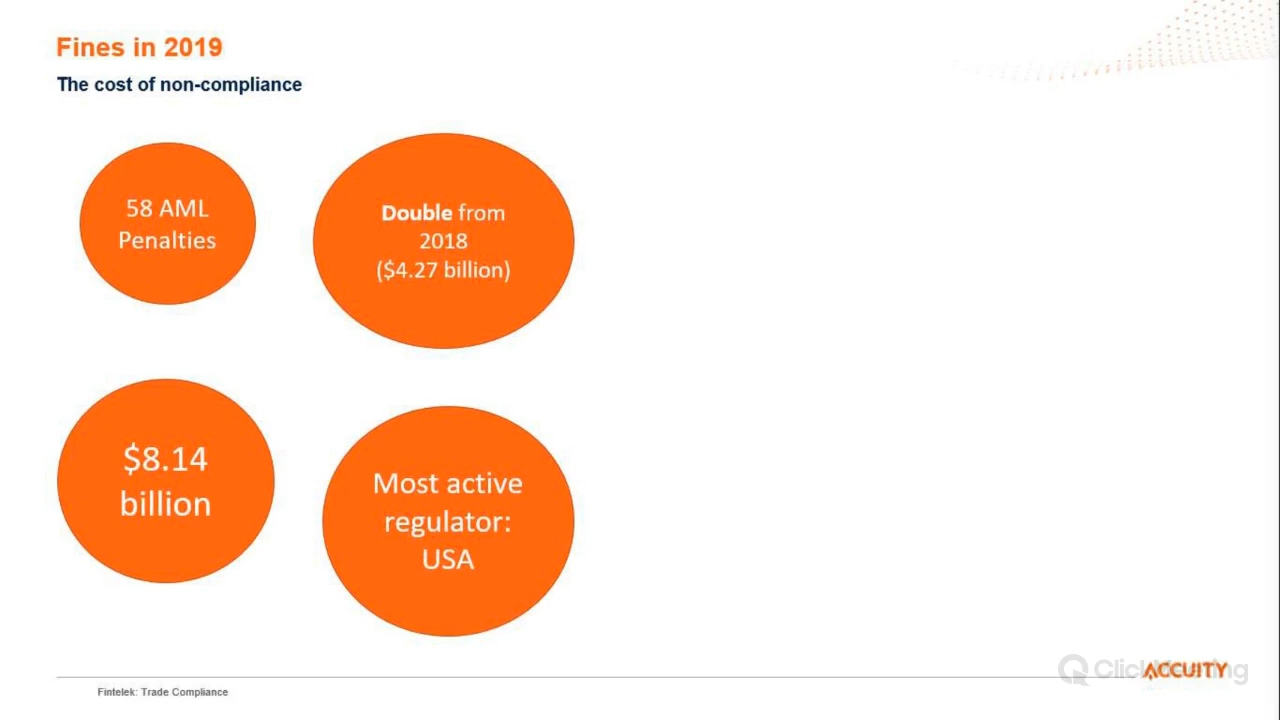 Fines in 2019
The cost of non-compliance
58 AML
Penalties
Double from
2018
($4.27 billion)
$8.14
billion
Most active
regulator:
USA
ACCUITY
ClickMeeting
Fintelek: Trade Compliance